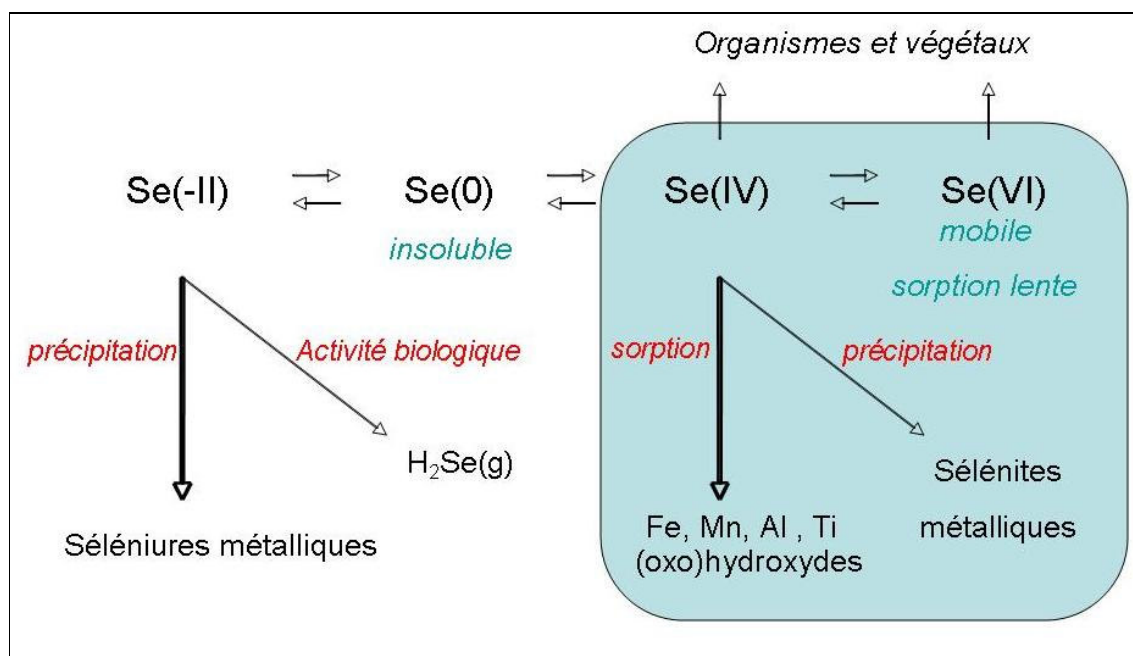 Organismes et végétaux
Se(-II)
Se(0)
Se(IV)
Se(VI)
insoluble
mobile
sorption lente
précipitation
Activité biologique
sorption
précipitation
H₂Se(g)
Sélénites
métalliques
Séléniures métalliques
Fe, Mn, Al , Ti
(oxo)hydroxydes